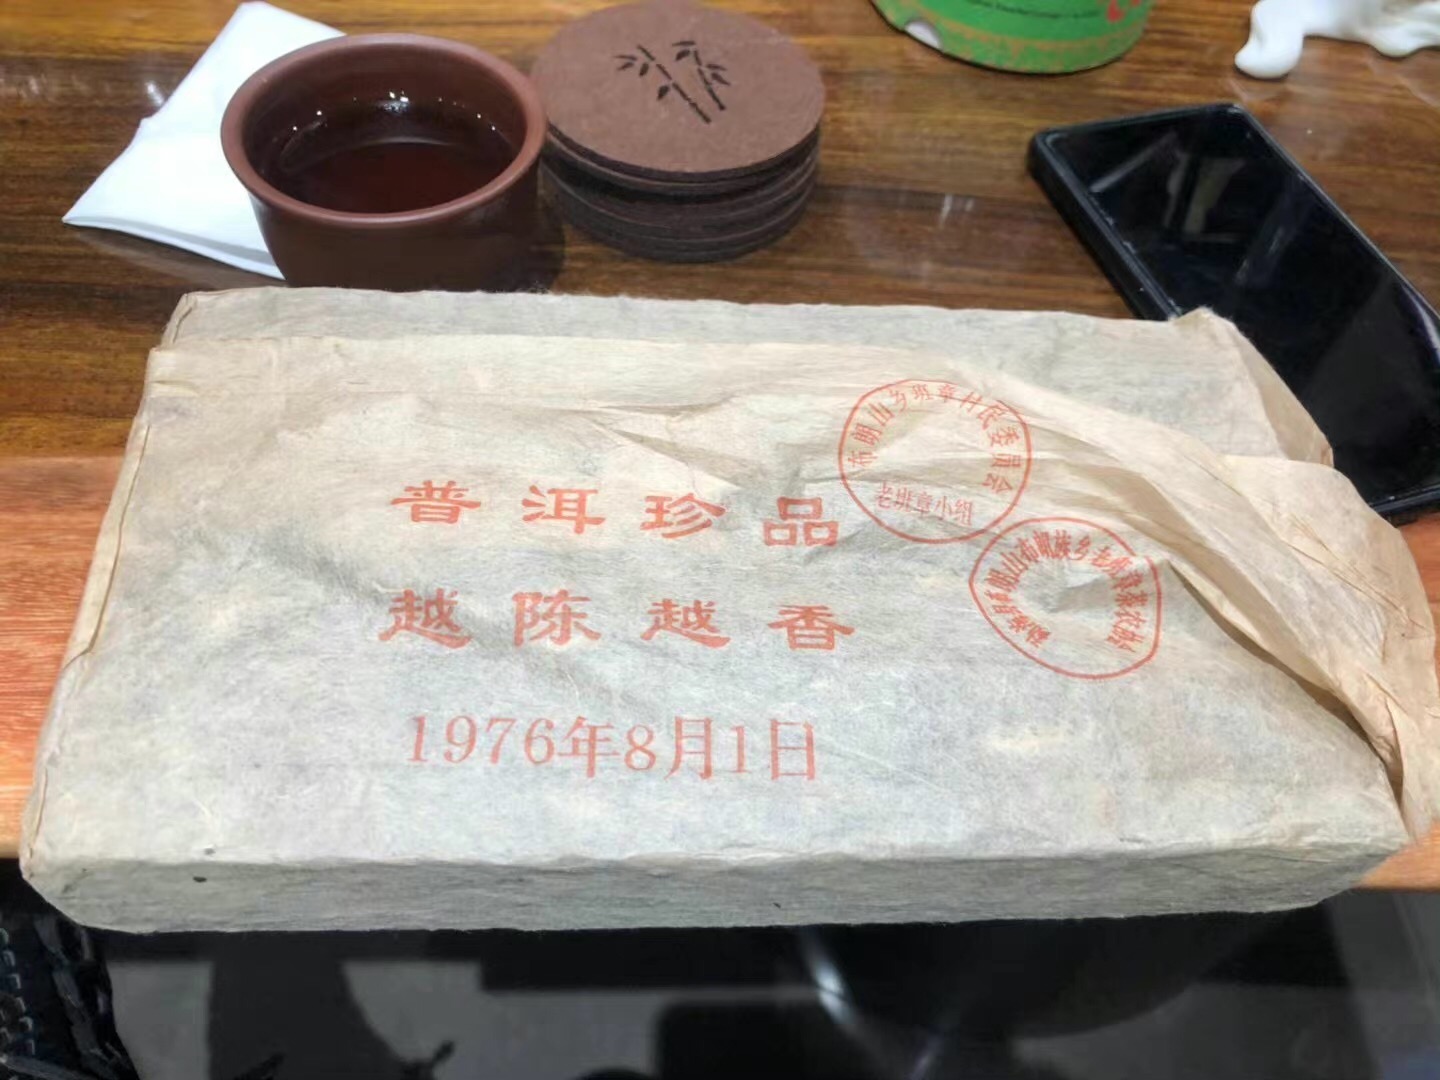 普洱珍品
越陈越香
1976年8月1日
布朗山乡班章村民委员会
老班章小组